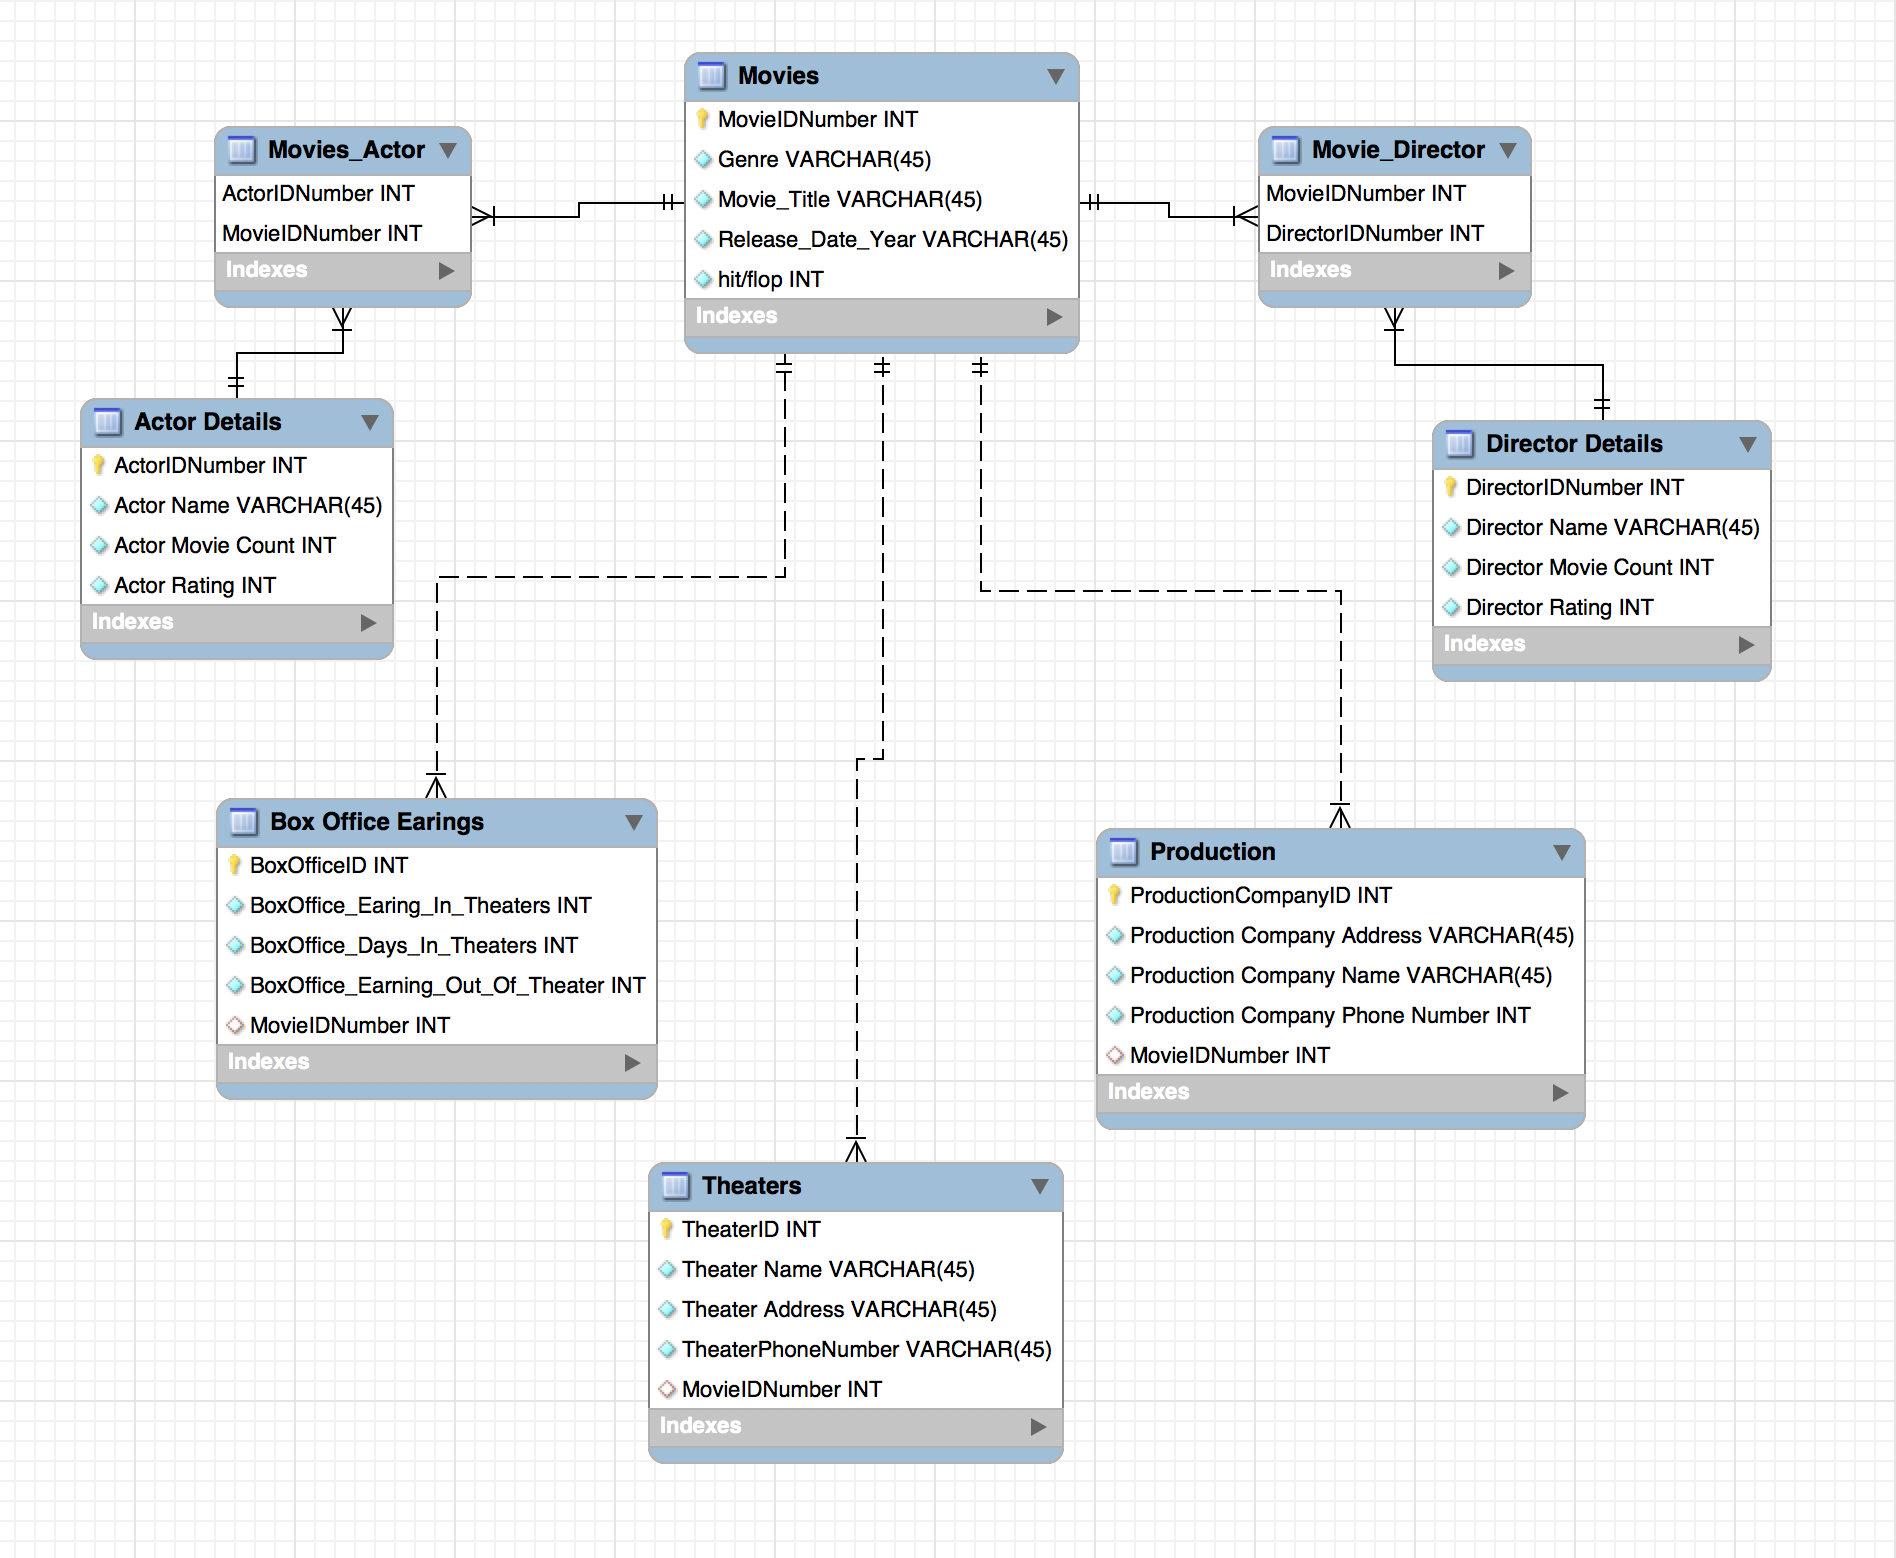 Movies
MovieIDNumber INT
Genre VARCHAR(45)
Movie_Title VARCHAR(45)
Release_Date_Year VARCHAR(45)
hit/flop INT
Indexes
Movies_Actor
ActorIDNumber INT
MovieIDNumber INT
Indexes
Movie_Director
MovieIDNumber INT
DirectorIDNumber INT
Indexes
Actor Details
ActorIDNumber INT
Actor Name VARCHAR(45)
Actor Movie Count INT
Actor Rating INT
Indexes
Director Details
DirectorIDNumber INT
Director Name VARCHAR(45)
Director Movie Count INT
Director Rating INT
Indexes
Box Office Earings
BoxOfficeID INT
BoxOffice_Earing_In_Theaters INT
BoxOffice_Days_In_Theaters INT
BoxOffice_Earning_Out_Of_Theater INT
MovieIDNumber INT
Indexes
Production
ProductionCompanyID INT
Production Company Address VARCHAR(45)
Production Company Name VARCHAR(45)
Production Company Phone Number INT
MovieIDNumber INT
Indexes
Theaters
TheaterID INT
Theater Name VARCHAR(45)
Theater Address VARCHAR(45)
TheaterPhoneNumber VARCHAR(45)
MovieIDNumber INT
Indexes